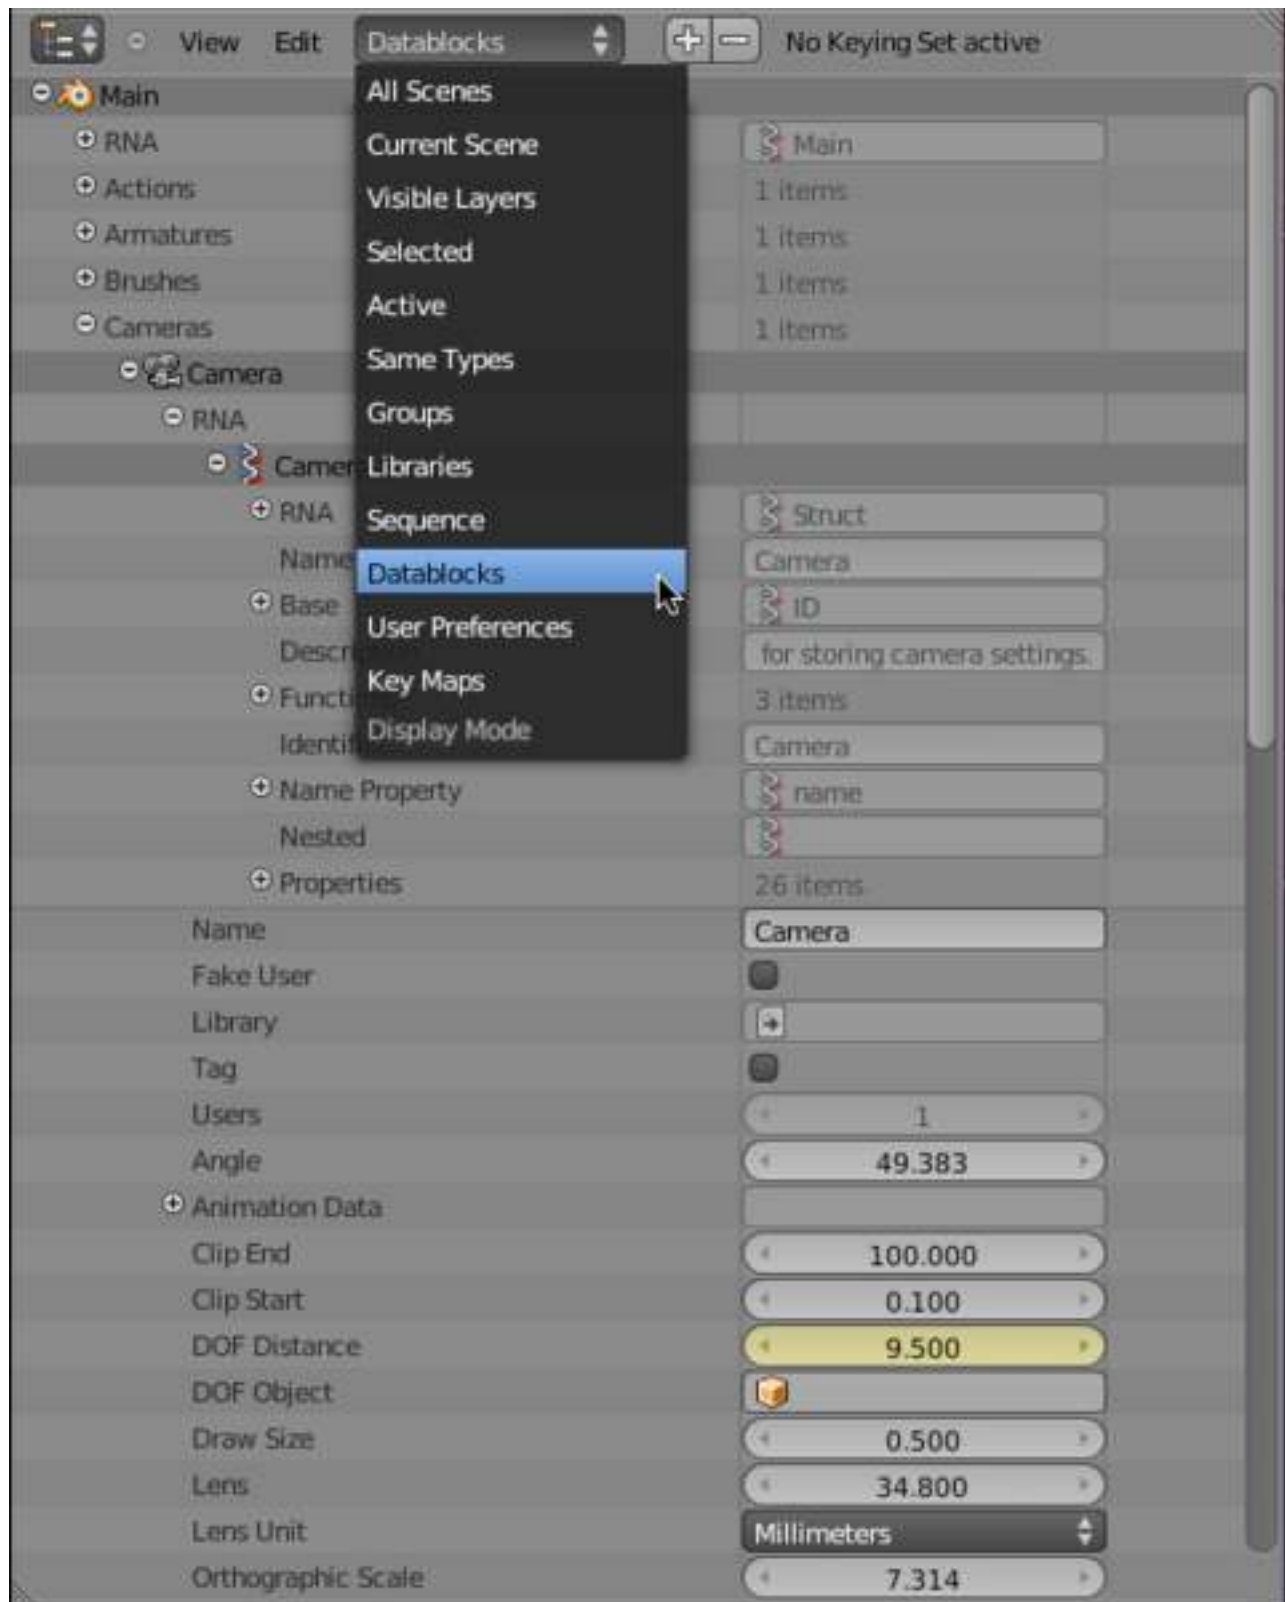 View Edit Datablocks No Keying Set active
Main
All Scenes
RNA
Current Scene
Main
Actions
Visible Layers
1 items
Armatures
Selected
1 items
Brushes
Active
1 items
Cameras
Same Types
1 items
Camera
Groups
RNA
Libraries
Camer
Sequence
RNA
Struct
Name
Datablocks
Camera
Base
User Preferences
ID
Descr
for storing camera settings.
Key Maps
Functi
3 items
Display Mode
Identif
Camera
Name Property name
Nested
Properties 26 items
Name Camera
Fake User
Library
Tag
Users 1
Angle 49.383
Animation Data
Clip End 100.000
Clip Start 0.100
DOF Distance 9.500
DOF Object
Draw Size 0.500
Lens 34.800
Lens Unit Millimeters
Orthographic Scale 7.314